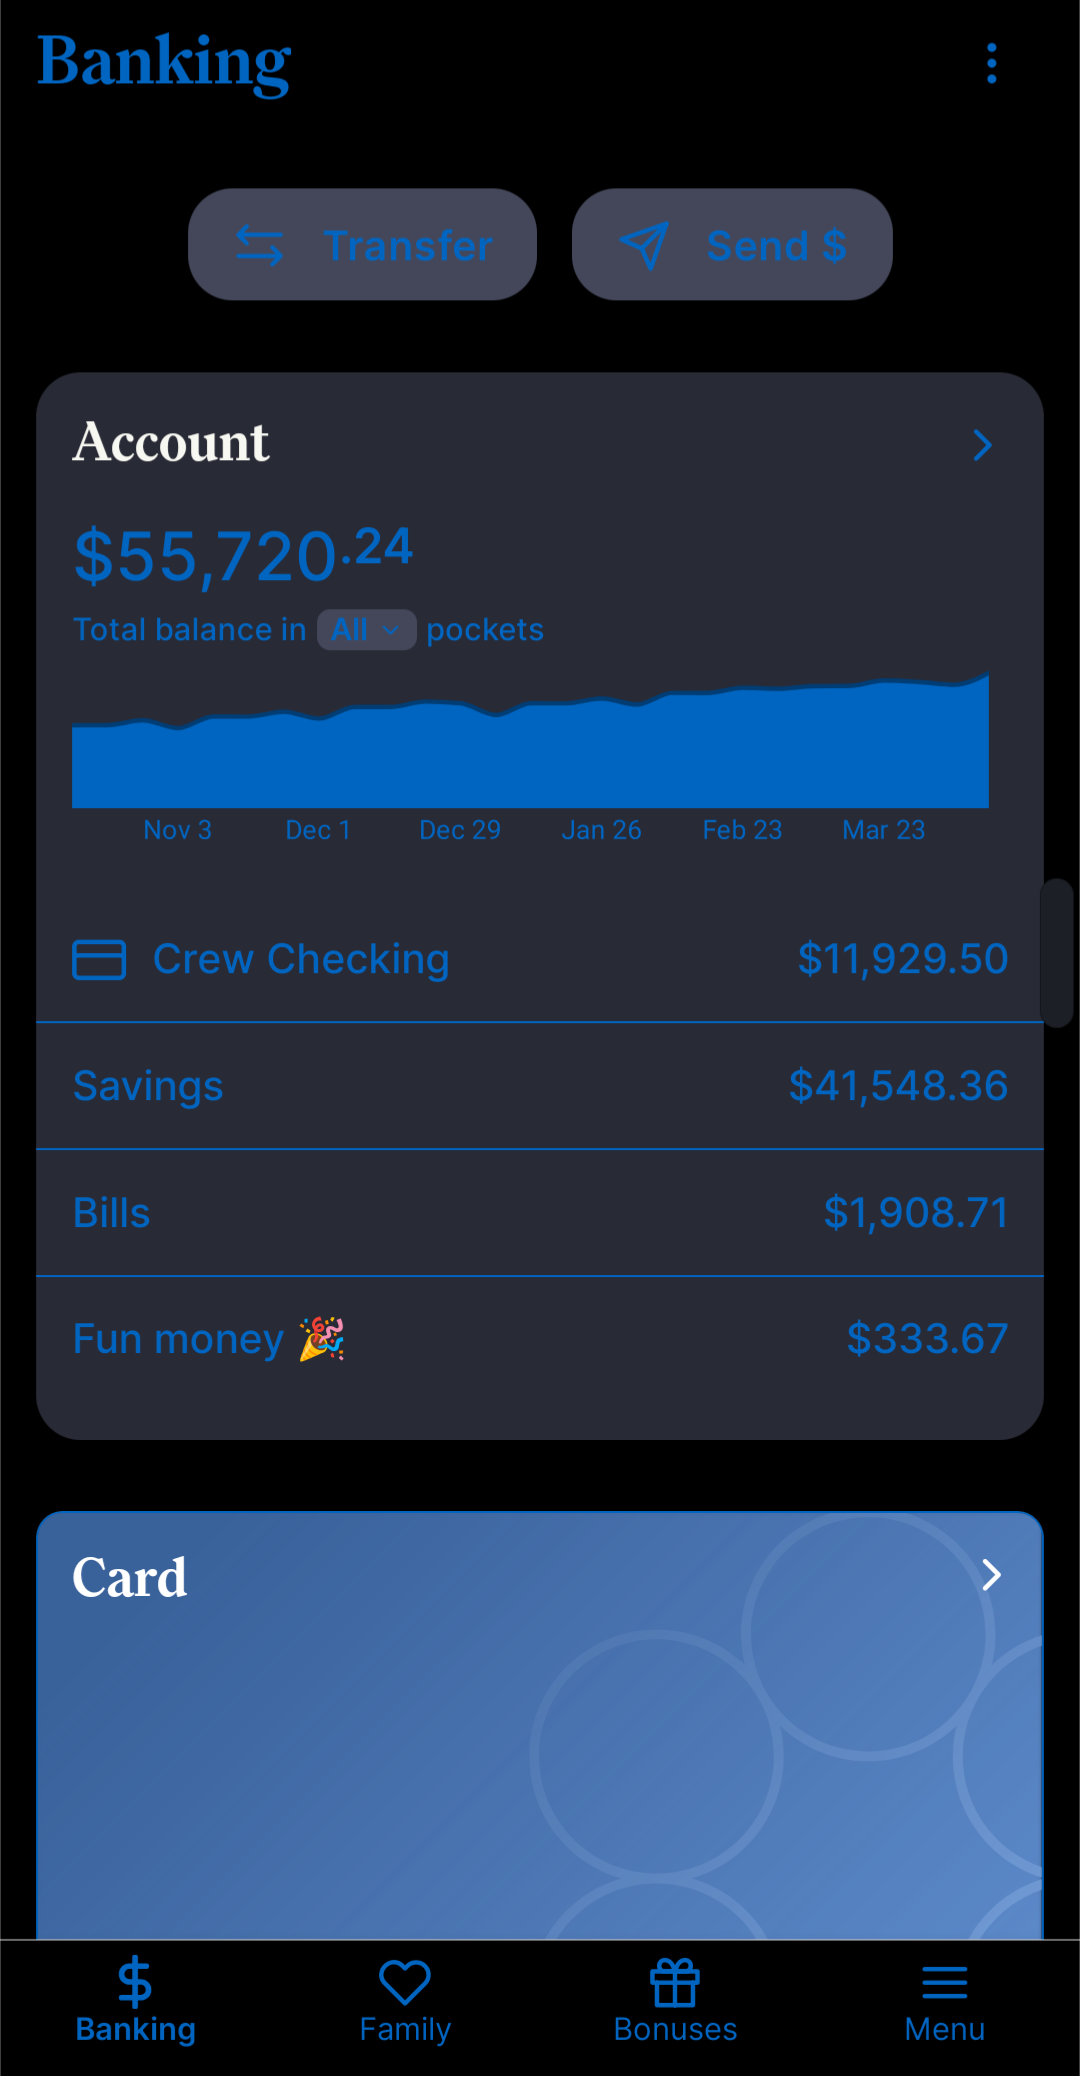 Banking
Transfer Send $
Account
$55,720.24
Total balance in All pockets
Nov 3 Dec 1 Dec 29 Jan 26 Feb 23 Mar 23
Crew Checking $11,929.50
Savings $41,548.36
Bills $1,908.71
Fun money 🎉 $333.67
Card
Banking Family Bonuses Menu